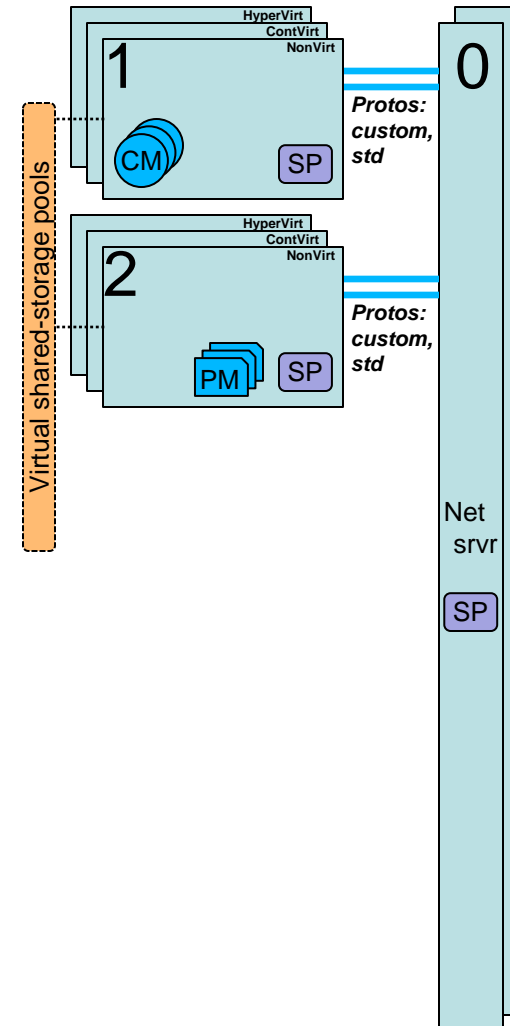 HyperVirt
ContVirt
NonVirt
1
CM
SP
Protos:
custom,
std
0
Virtual shared-storage pools
HyperVirt
ContVirt
NonVirt
2
PM
SP
Protos:
custom,
std
Net
srvr
SP